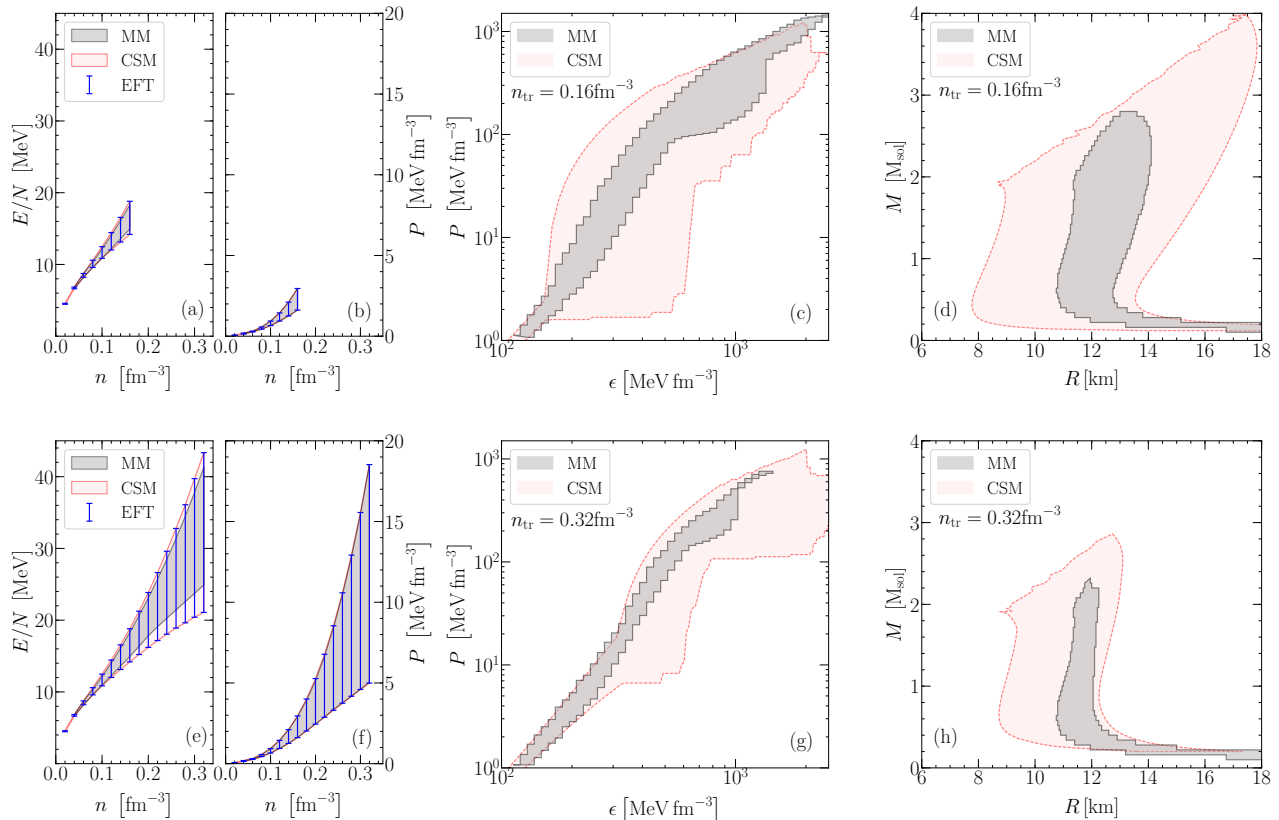 MM
CSM
EFT
40
30
20
10
E/N [MeV]
(a)
0.0 0.1 0.2 0.3
n [fm⁻³]
20
15
10
5
0
P [MeV fm⁻³]
(b)
0.0 0.1 0.2 0.3
n [fm⁻³]
MM
CSM
n_tr = 0.16fm⁻³
10³
10²
10¹
10⁰
P [MeV fm⁻³]
(c)
10² 10³
ϵ [MeV fm⁻³]
MM
CSM
n_tr = 0.16fm⁻³
4
3
2
1
0
M [M_sol]
(d)
6 8 10 12 14 16 18
R [km]
MM
CSM
EFT
40
30
20
10
E/N [MeV]
(e)
0.0 0.1 0.2 0.3
n [fm⁻³]
20
15
10
5
0
P [MeV fm⁻³]
(f)
0.0 0.1 0.2 0.3
n [fm⁻³]
MM
CSM
n_tr = 0.32fm⁻³
10³
10²
10¹
10⁰
P [MeV fm⁻³]
(g)
10² 10³
ϵ [MeV fm⁻³]
MM
CSM
n_tr = 0.32fm⁻³
4
3
2
1
0
M [M_sol]
(h)
6 8 10 12 14 16 18
R [km]